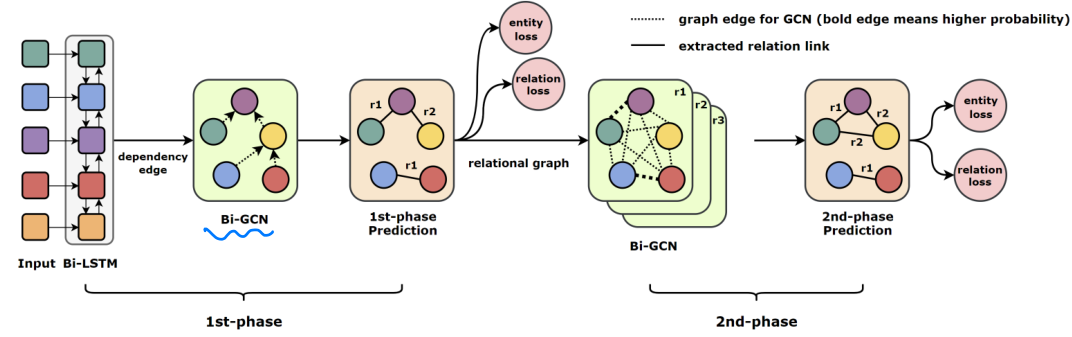 graph edge for GCN (bold edge means higher probability)
extracted relation link
entity
loss
relation
loss
r1
r2
r1
dependency
edge
Bi-GCN
1st-phase
Prediction
relational graph
r1
r2
r3
Bi-GCN
r1
r2
r1
2nd-phase
Prediction
entity
loss
relation
loss
Input
Bi-LSTM
1st-phase
2nd-phase